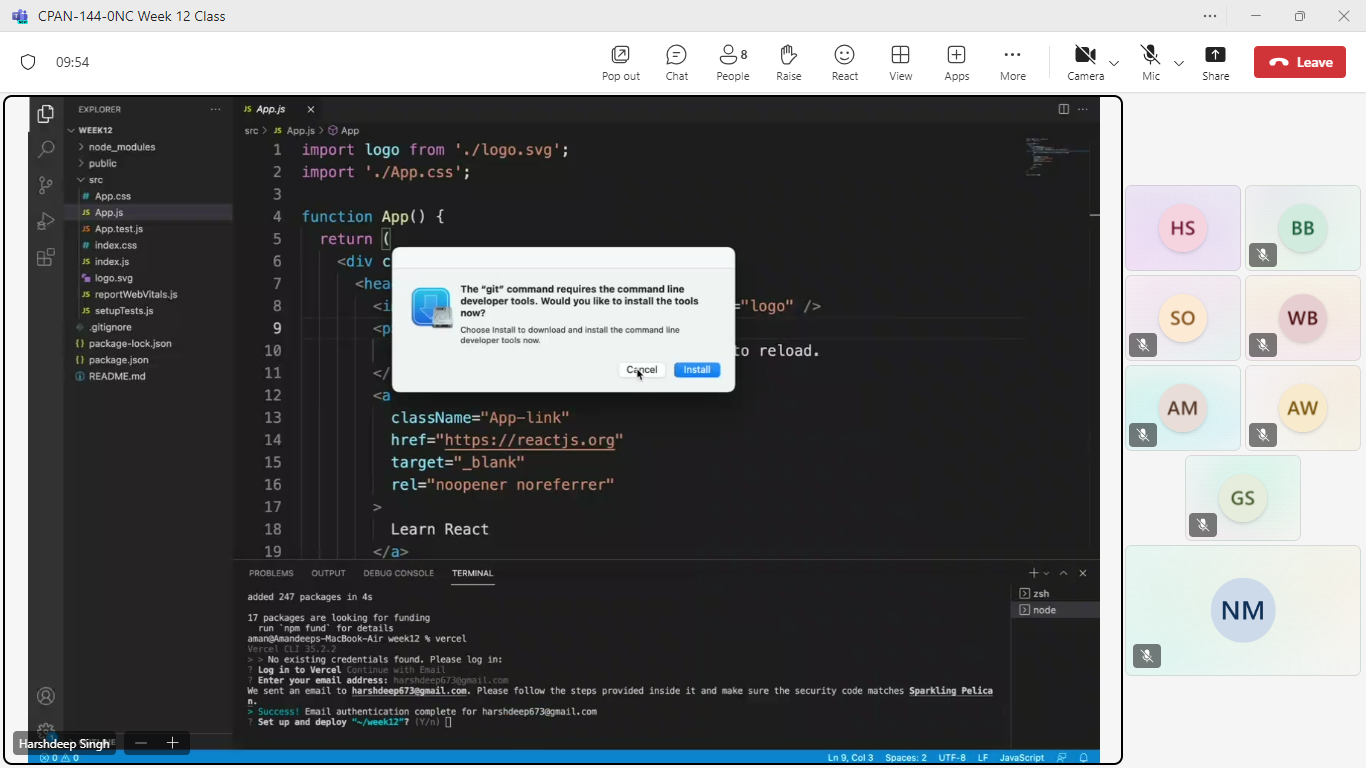 CPAN-144-0NC Week 12 Class
09:54
Pop out
Chat
8
People
Raise
React
View
Apps
More
Camera
Mic
Share
Leave
EXPLORER
WEEK12
node_modules
public
src
# App.css
JS App.js
JS App.test.js
# index.css
JS index.js
logo.svg
JS reportWebVitals.js
JS setupTests.js
.gitignore
{} package-lock.json
{} package.json
README.md
JS App.js
src > JS App.js > App
1 import logo from './logo.svg';
2 import './App.css';
3
4 function App() {
5 return (
6 <div c
7 <hea
8 <i ="logo" />
9 <p
10 to reload.
11 </
12 <a
13 className="App-link"
14 href="https://reactjs.org"
15 target="_blank"
16 rel="noopener noreferrer"
17 >
18 Learn React
19 </a>
The "git" command requires the command line
developer tools. Would you like to install the tools
now?
Choose Install to download and install the command line
developer tools now.
Cancel
Install
PROBLEMS OUTPUT DEBUG CONSOLE TERMINAL
zsh
node
added 247 packages in 4s
17 packages are looking for funding
run `npm fund` for details
aman@Amandeeps-MacBook-Air week12 % vercel
Vercel CLI 35.2.2
> > No existing credentials found. Please log in:
? Log in to Vercel Continue with Email
? Enter your email address: harshdeep673@gmail.com
We sent an email to harshdeep673@gmail.com. Please follow the steps provided inside it and make sure the security code matches Sparkling Pelica
n.
> Success! Email authentication complete for harshdeep673@gmail.com
? Set up and deploy "~/week12"? (Y/n)
Harshdeep Singh
0 0
Ln 9, Col 3 Spaces: 2 UTF-8 LF JavaScript
HS
BB
SO
WB
AM
AW
GS
NM